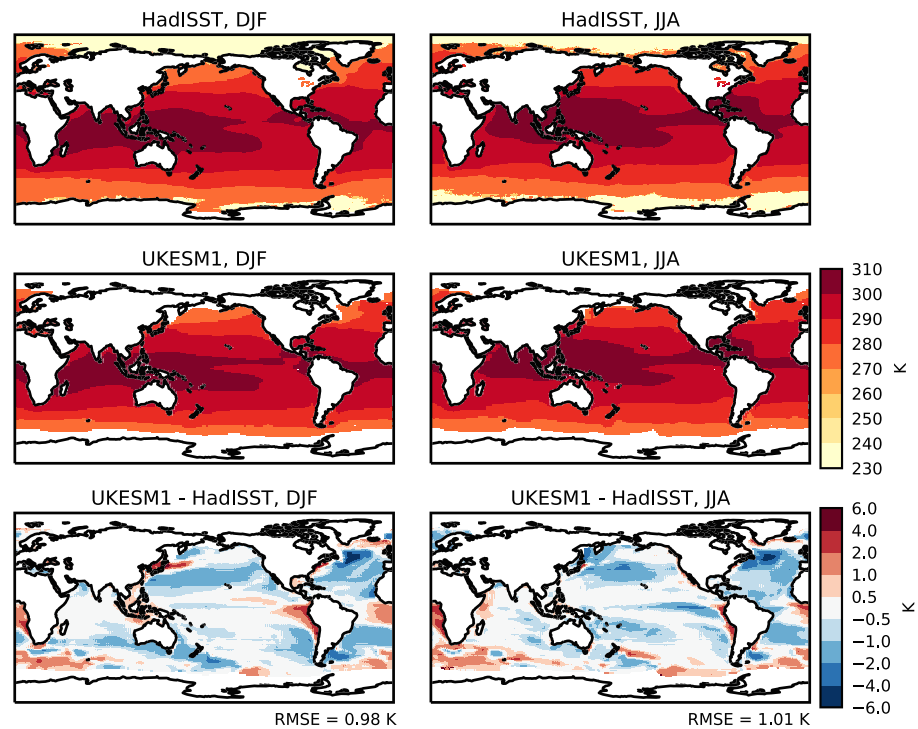 HadISST, DJF
HadISST, JJA
UKESM1, DJF
UKESM1, JJA
310
300
290
280
270
260
250
240
230
K
UKESM1 - HadISST, DJF
UKESM1 - HadISST, JJA
6.0
4.0
2.0
1.0
0.5
−0.5
−1.0
−2.0
−4.0
−6.0
K
RMSE = 0.98 K
RMSE = 1.01 K